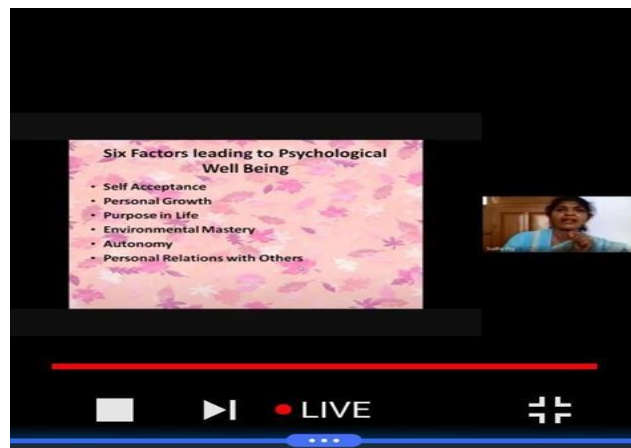 Six Factors leading to Psychological
Well Being
• Self Acceptance
• Personal Growth
• Purpose in Life
• Environmental Mastery
• Autonomy
• Personal Relations with Others
LIVE